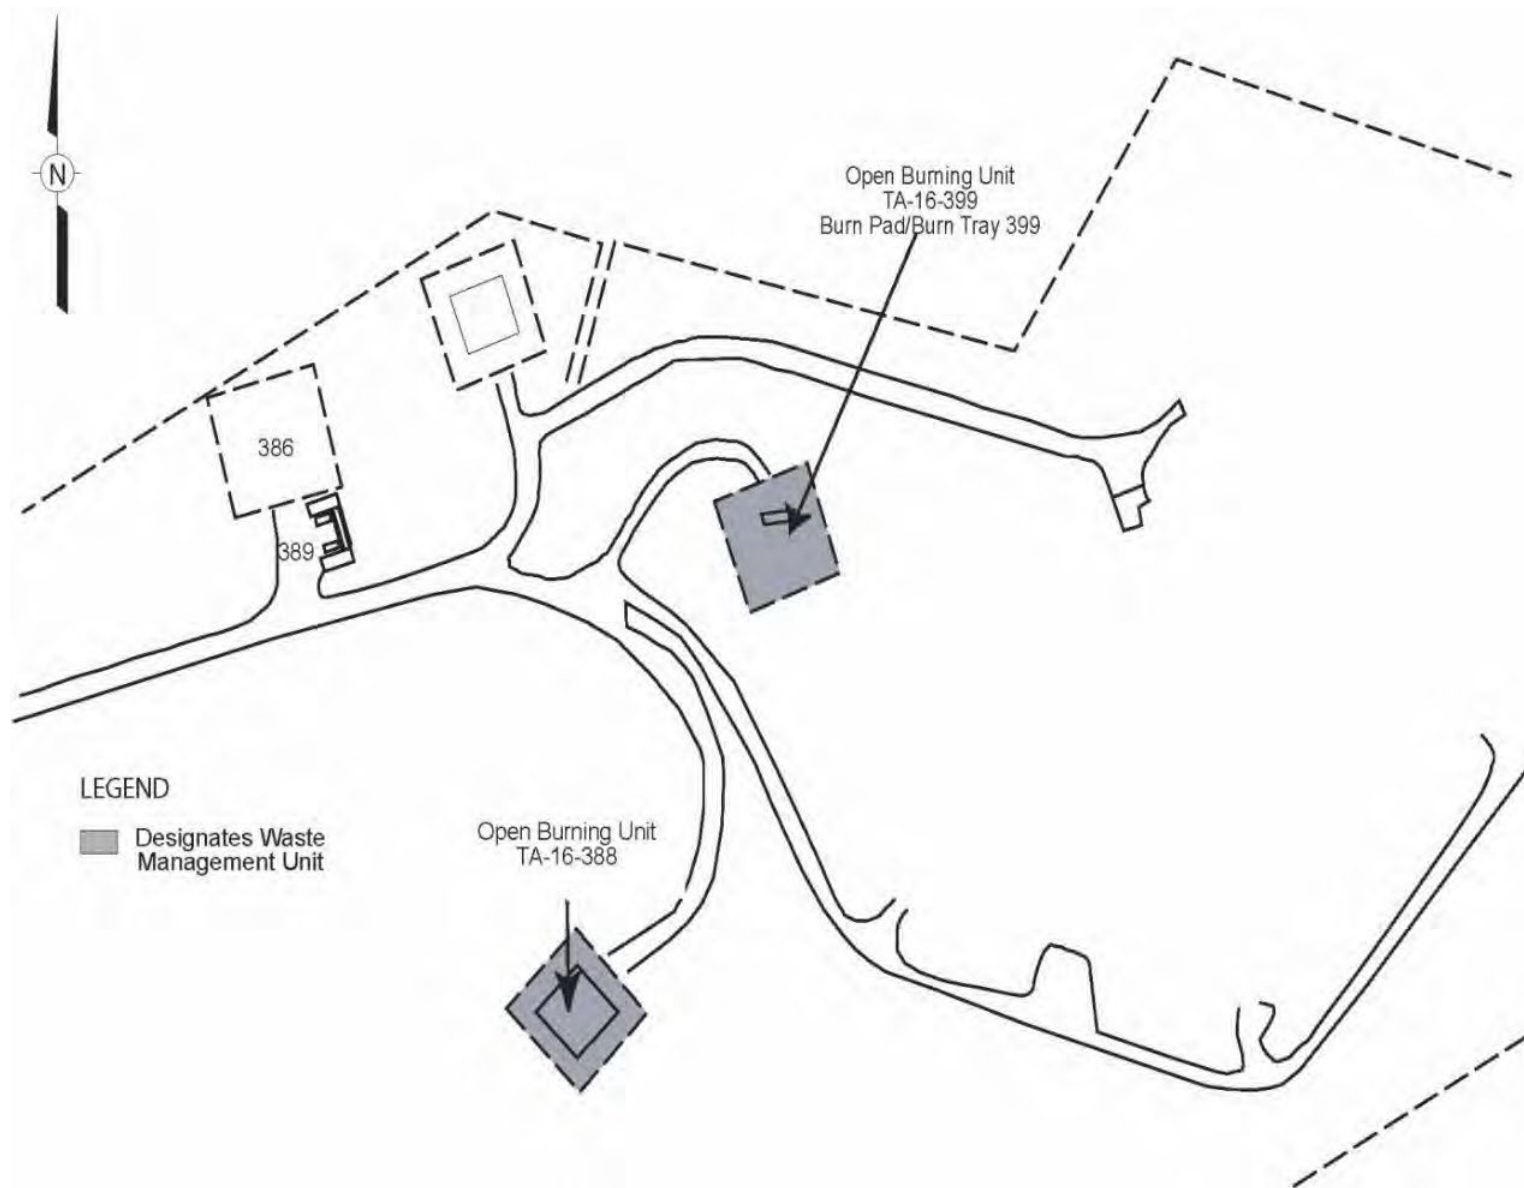 N
Open Burning Unit
TA-16-399
Burn Pad/Burn Tray 399
386
389
LEGEND
Designates Waste
Management Unit
Open Burning Unit
TA-16-388